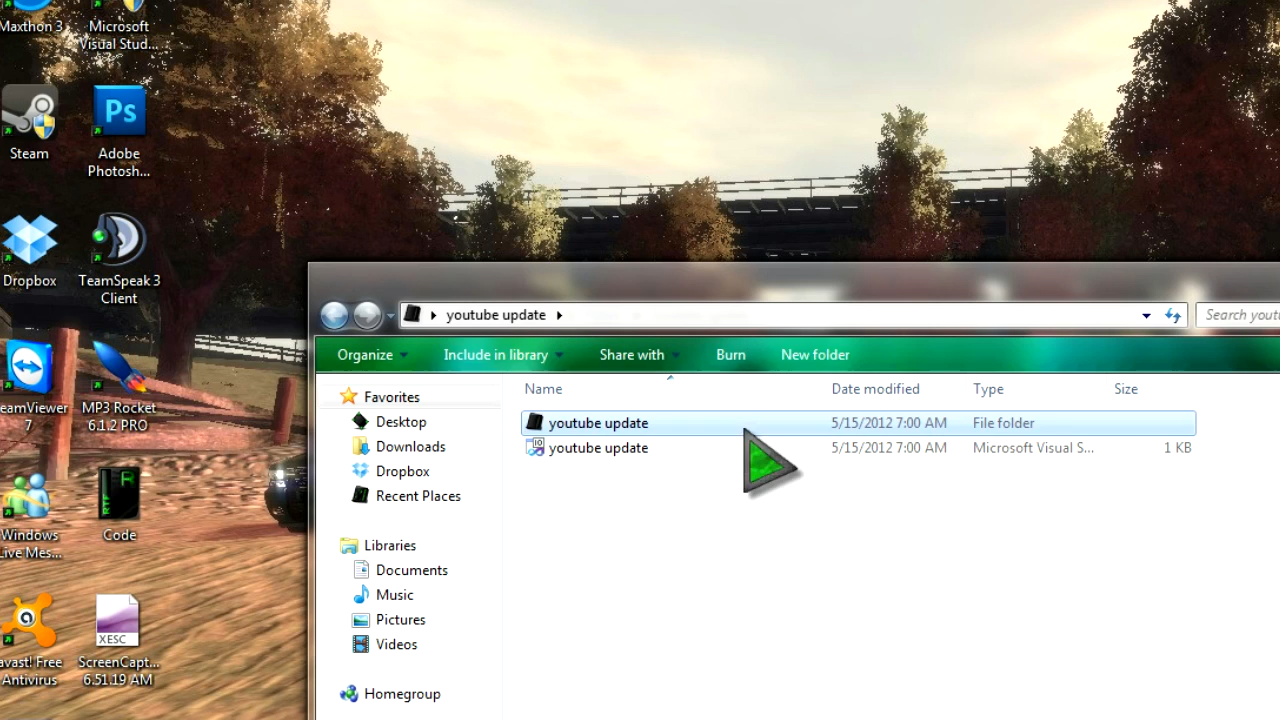 Maxthon 3
Microsoft
Visual Stud...
Ps
Steam
Adobe
Photosh...
Dropbox
TeamSpeak 3
Client
eamViewer
7
MP3 Rocket
6.1.2 PRO
R
RTF
Windows
Live Mes...
Code
XESC
avast! Free
Antivirus
ScreenCapt...
6.51.19 AM
youtube update
Search yout
Organize
Include in library
Share with
Burn
New folder
Name
Date modified
Type
Size
Favorites
Desktop
Downloads
Dropbox
Recent Places
Libraries
Documents
Music
Pictures
Videos
Homegroup
youtube update 5/15/2012 7:00 AM File folder
youtube update 5/15/2012 7:00 AM Microsoft Visual S... 1 KB